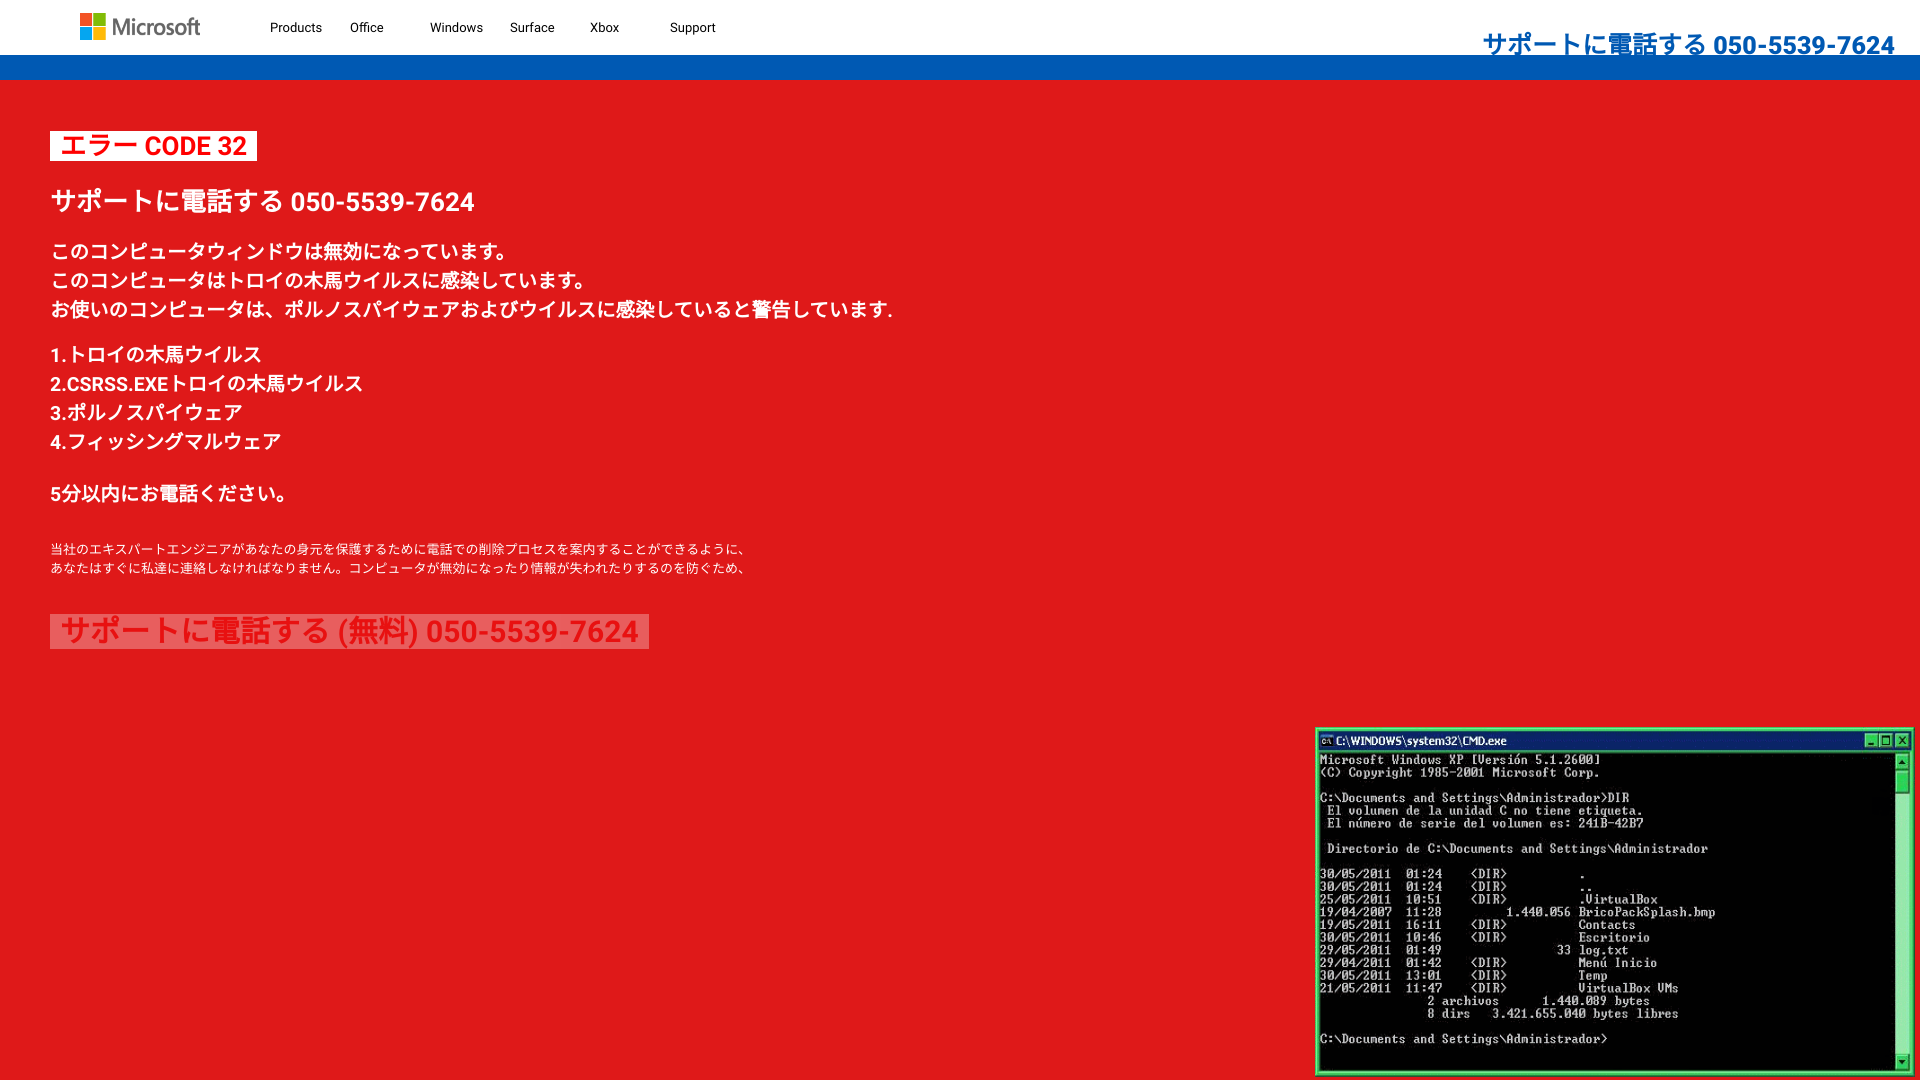 Microsoft
Products Office Windows Surface Xbox Support
サポートに電話する 050-5539-7624
エラー CODE 32
サポートに電話する 050-5539-7624
このコンピュータウィンドウは無効になっています。
このコンピュータはトロイの木馬ウイルスに感染しています。
お使いのコンピュータは、ポルノスパイウェアおよびウイルスに感染していると警告しています.
1.トロイの木馬ウイルス
2.CSRSS.EXEトロイの木馬ウイルス
3.ポルノスパイウェア
4.フィッシングマルウェア
5分以内にお電話ください。
当社のエキスパートエンジニアがあなたの身元を保護するために電話での削除プロセスを案内することができるように、
あなたはすぐに私達に連絡しなければなりません。コンピュータが無効になったり情報が失われたりするのを防ぐため、
サポートに電話する (無料) 050-5539-7624
C:\WINDOWS\system32\CMD.exe
Microsoft Windows XP [Versión 5.1.2600]
(C) Copyright 1985-2001 Microsoft Corp.
C:\Documents and Settings\Administrador>DIR
El volumen de la unidad C no tiene etiqueta.
El número de serie del volumen es: 241B-42B7
Directorio de C:\Documents and Settings\Administrador
30/05/2011 01:24 <DIR> .
30/05/2011 01:24 <DIR> ..
25/05/2011 10:51 <DIR> .VirtualBox
19/04/2007 11:28 1.440.056 BricoPackSplash.bmp
19/05/2011 16:11 <DIR> Contacts
30/05/2011 10:46 <DIR> Escritorio
29/05/2011 01:49 33 log.txt
29/04/2011 01:42 <DIR> Menú Inicio
30/05/2011 13:01 <DIR> Temp
21/05/2011 11:47 <DIR> VirtualBox VMs
2 archivos 1.440.089 bytes
8 dirs 3.421.655.040 bytes libres
C:\Documents and Settings\Administrador>